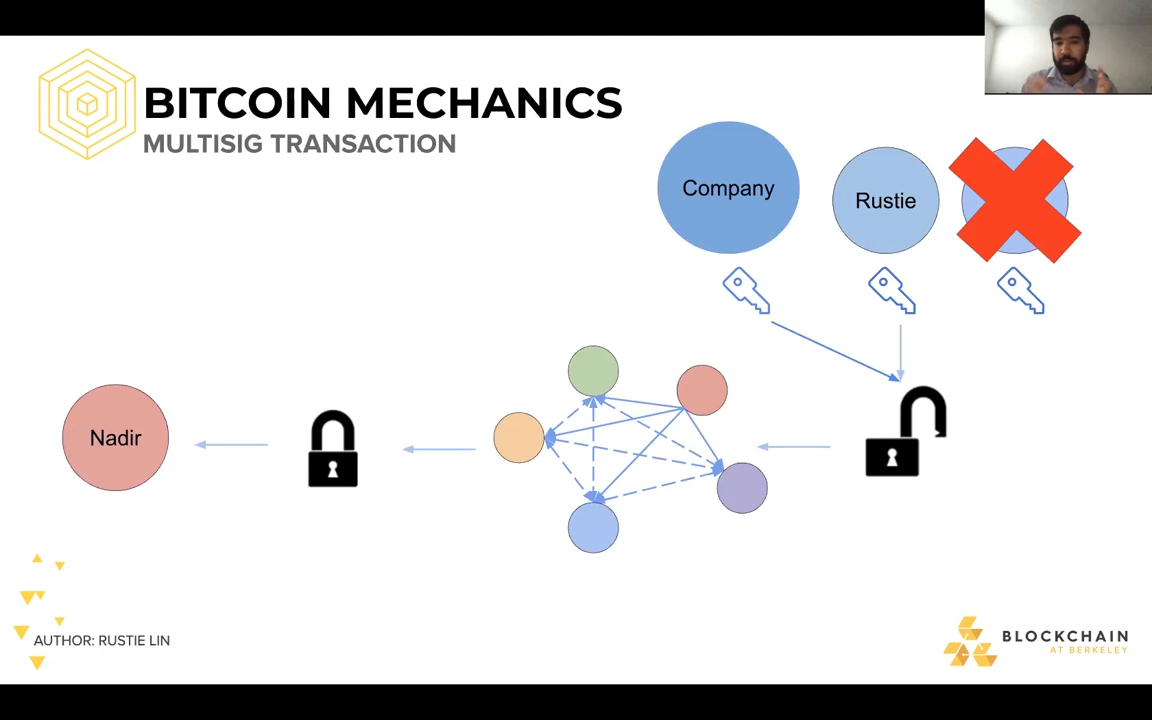 BITCOIN MECHANICS
MULTISIG TRANSACTION
Company
Rustie
Nadir
AUTHOR: RUSTIE LIN
BLOCKCHAIN
AT BERKELEY